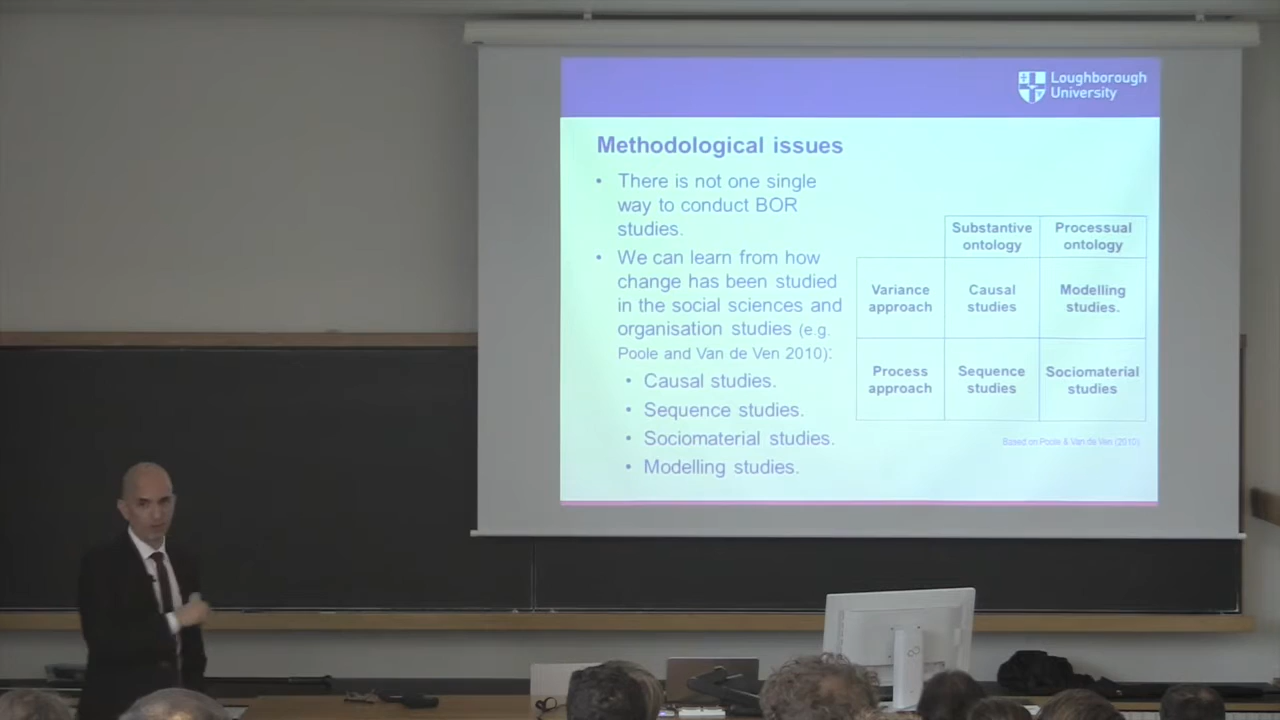 Loughborough
University
Methodological issues
• There is not one single
way to conduct BOR
studies.
• We can learn from how
change has been studied
in the social sciences and
organisation studies (e.g.
Poole and Van de Ven 2010):
• Causal studies.
• Sequence studies.
• Sociomaterial studies.
• Modelling studies.
Substantive
ontology
Processual
ontology
Variance
approach
Causal
studies
Modelling
studies.
Process
approach
Sequence
studies
Sociomaterial
studies
Based on Poole & Van de Ven (2010)